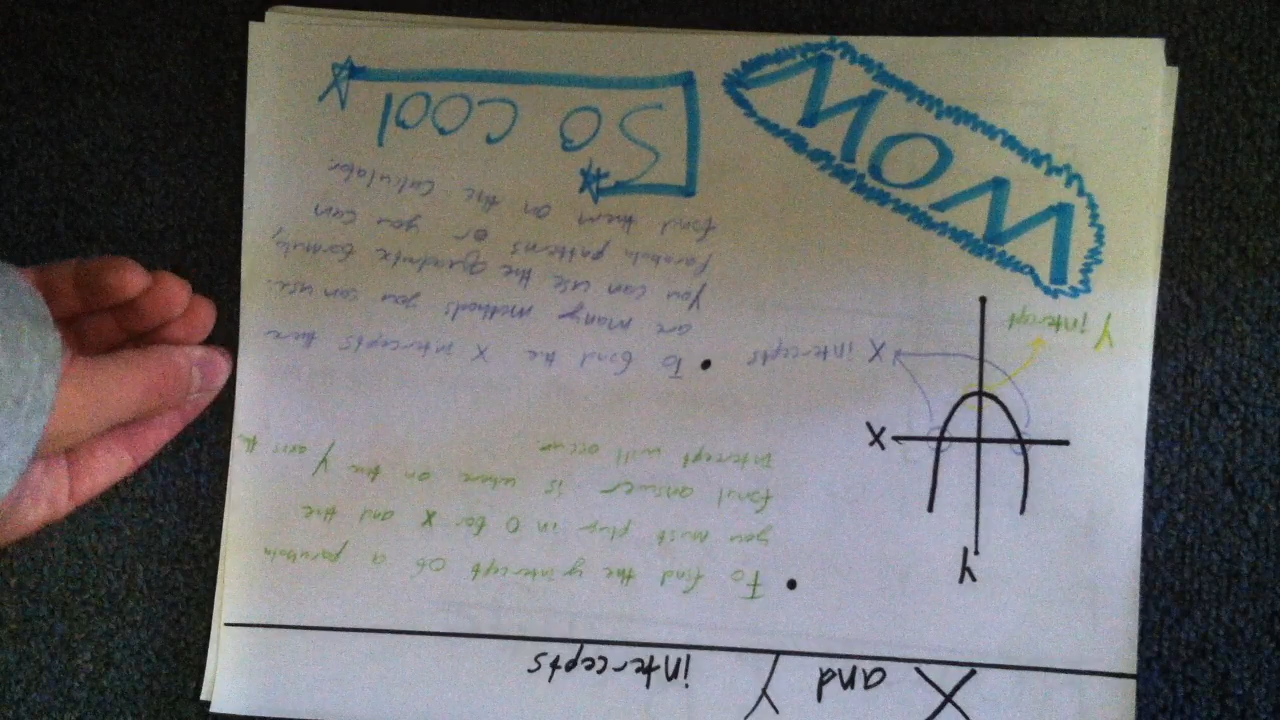 X and Y intercepts
Y
X
X intercepts
Y intercept
• To find the y intercept of a parabola
you must plug in 0 for X and the
final answer is where on the y axis the
intercept will occur.
• To find the X intercepts there
are many methods you can use.
You can use the quadratic formula,
Parabola patterns or you can
find them on the calculator.
WOW
SO COOl